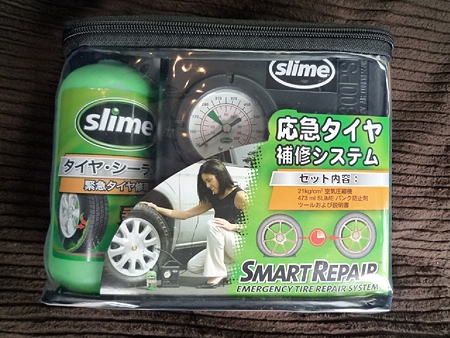 slime
タイヤ・シーラ
緊急タイヤ修
slime
応急タイヤ
補修システム
セット内容:
21kg/cm² 空気圧縮機
473 ml SLIME パンク防止剤
ツールおよび説明書
SMARTREPAIR
EMERGENCY TIRE REPAIR SYSTEM